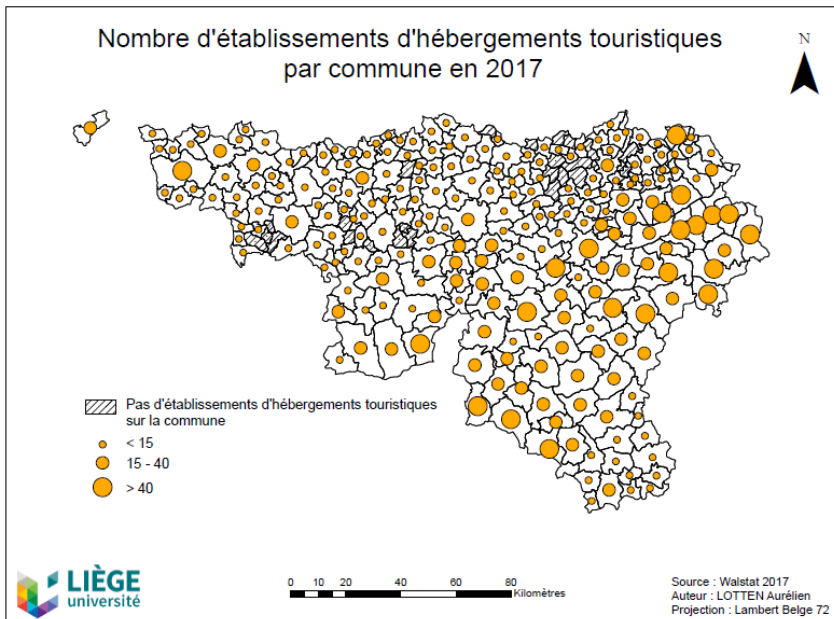 Nombre d'établissements d'hébergements touristiques
par commune en 2017
N
Pas d'établissements d'hébergements touristiques
sur la commune
< 15
15 - 40
> 40
LIÈGE
université
0 10 20 40 60 80
Kilomètres
Source : Walstat 2017
Auteur : LOTTEN Aurélien
Projection : Lambert Belge 72